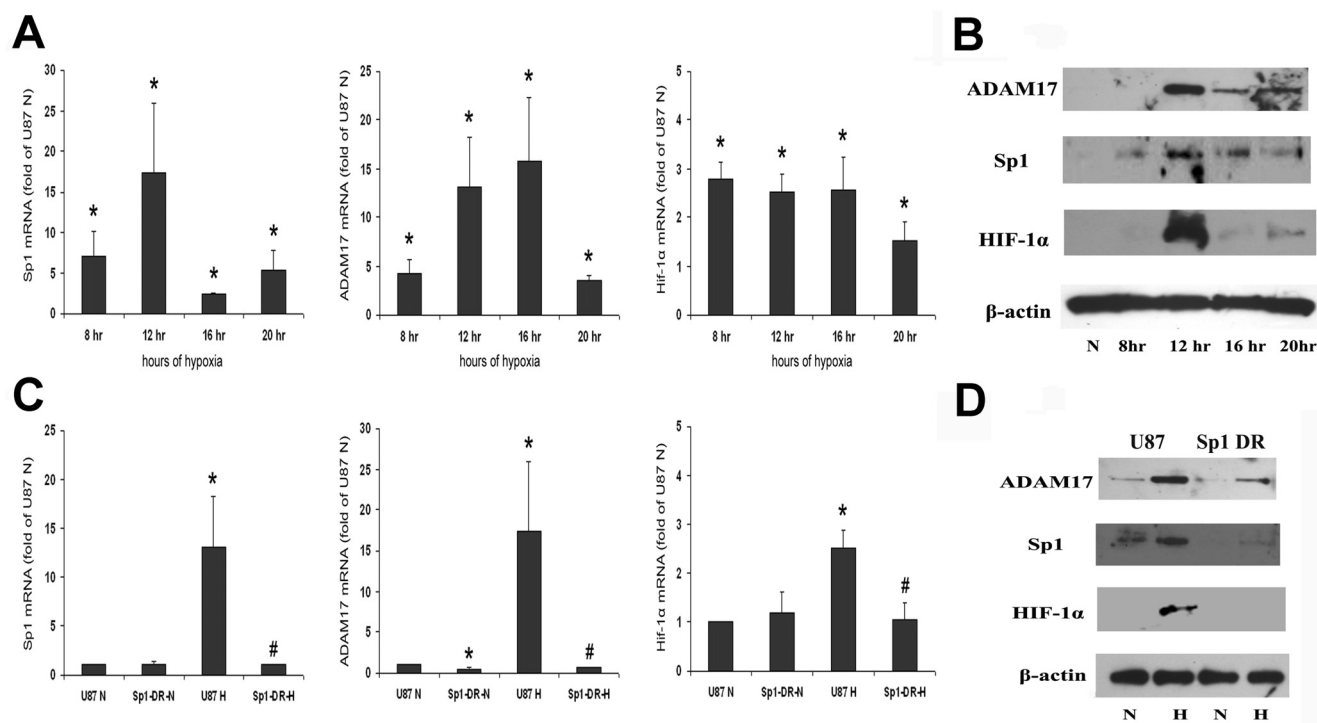 A
Sp1 mRNA (fold of U87 N)
30
25
20
15
10
5
0
*
*
*
*
8 hr 12 hr 16 hr 20 hr
hours of hypoxia
ADAM17 mRNA (fold of U87 N)
25
20
15
10
5
0
*
*
*
*
8 hr 12 hr 16 hr 20 hr
hours of hypoxia
Hif-1α mRNA (fold of U87 N)
5
4
3
2
1
0
*
*
*
*
8 hr 12 hr 16 hr 20 hr
hours of hypoxia
B
ADAM17
Sp1
HIF-1α
β-actin
N 8hr 12 hr 16 hr 20hr
C
Sp1 mRNA (fold of U87 N)
25
20
15
10
5
0
*
#
U87 N Sp1-DR-N U87 H Sp1-DR-H
ADAM17 mRNA (fold of U87 N)
30
25
20
15
10
5
0
*
*
#
U87 N Sp1-DR-N U87 H Sp1-DR-H
Hif-1α mRNA (fold of U87 N)
5
4
3
2
1
0
*
#
U87 N Sp1-DR-N U87 H Sp1-DR-H
D
U87 Sp1 DR
ADAM17
Sp1
HIF-1α
β-actin
N H N H